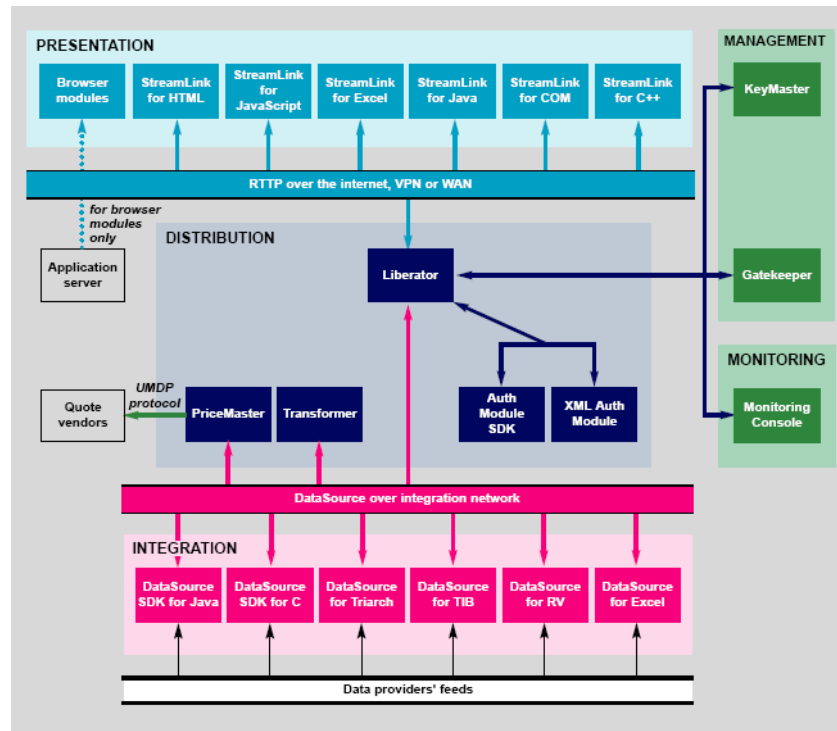 PRESENTATION
Browser
modules
StreamLink
for HTML
StreamLink
for
JavaScript
StreamLink
for Excel
StreamLink
for Java
StreamLink
for COM
StreamLink
for C++
MANAGEMENT
KeyMaster
RTTP over the internet, VPN or WAN
for browser
modules
only
DISTRIBUTION
Application
server
Liberator
Gatekeeper
MONITORING
UMDP
protocol
Quote
vendors
PriceMaster
Transformer
Auth
Module
SDK
XML Auth
Module
Monitoring
Console
DataSource over integration network
INTEGRATION
DataSource
SDK for Java
DataSource
SDK for C
DataSource
for Triarch
DataSource
for TIB
DataSource
for RV
DataSource
for Excel
Data providers' feeds